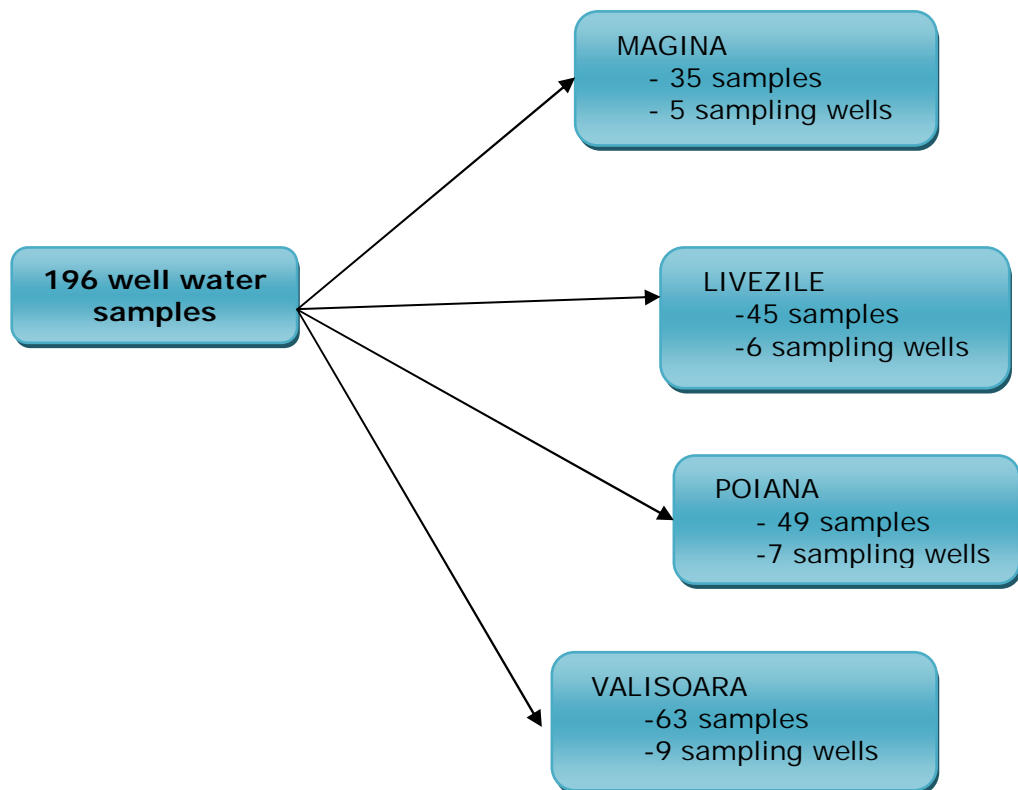 196 well water
samples
MAGINA
- 35 samples
- 5 sampling wells
LIVEZILE
-45 samples
-6 sampling wells
POIANA
- 49 samples
-7 sampling wells
VALISOARA
-63 samples
-9 sampling wells